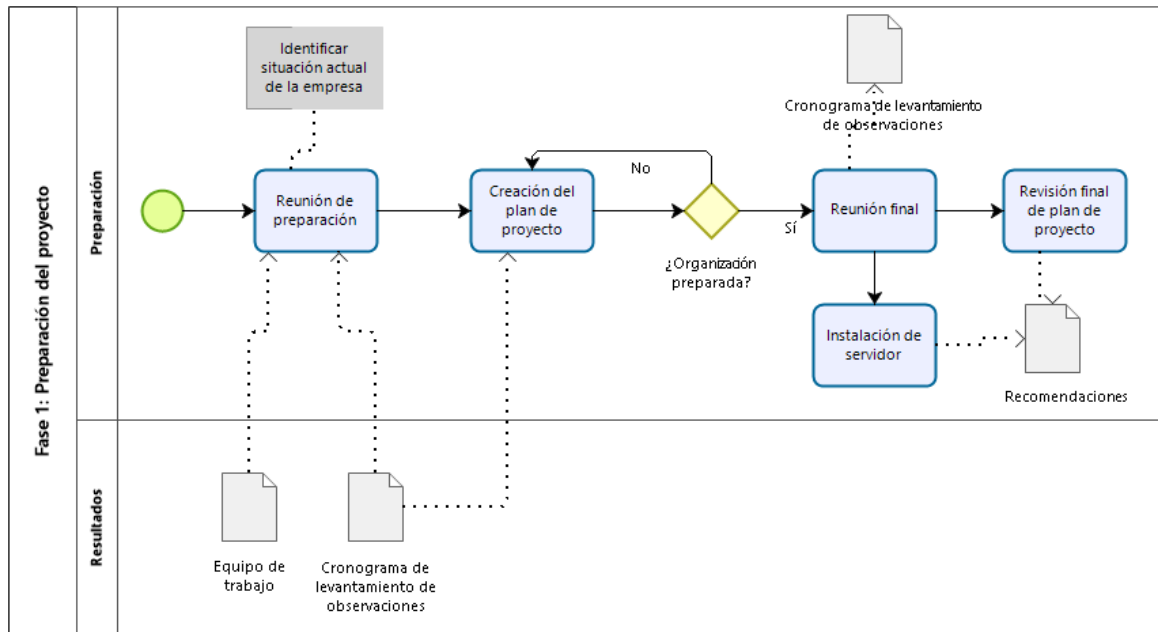 Fase 1: Preparación del proyecto
Preparación
Identificar
situación actual
de la empresa
Reunión de
preparación
Creación del
plan de
proyecto
No
¿Organización
preparada?
Sí
Cronograma de levantamiento
de observaciones
Reunión final
Revisión final
de plan de
proyecto
Instalación de
servidor
Recomendaciones
Resultados
Equipo de
trabajo
Cronograma de
levantamiento de
observaciones